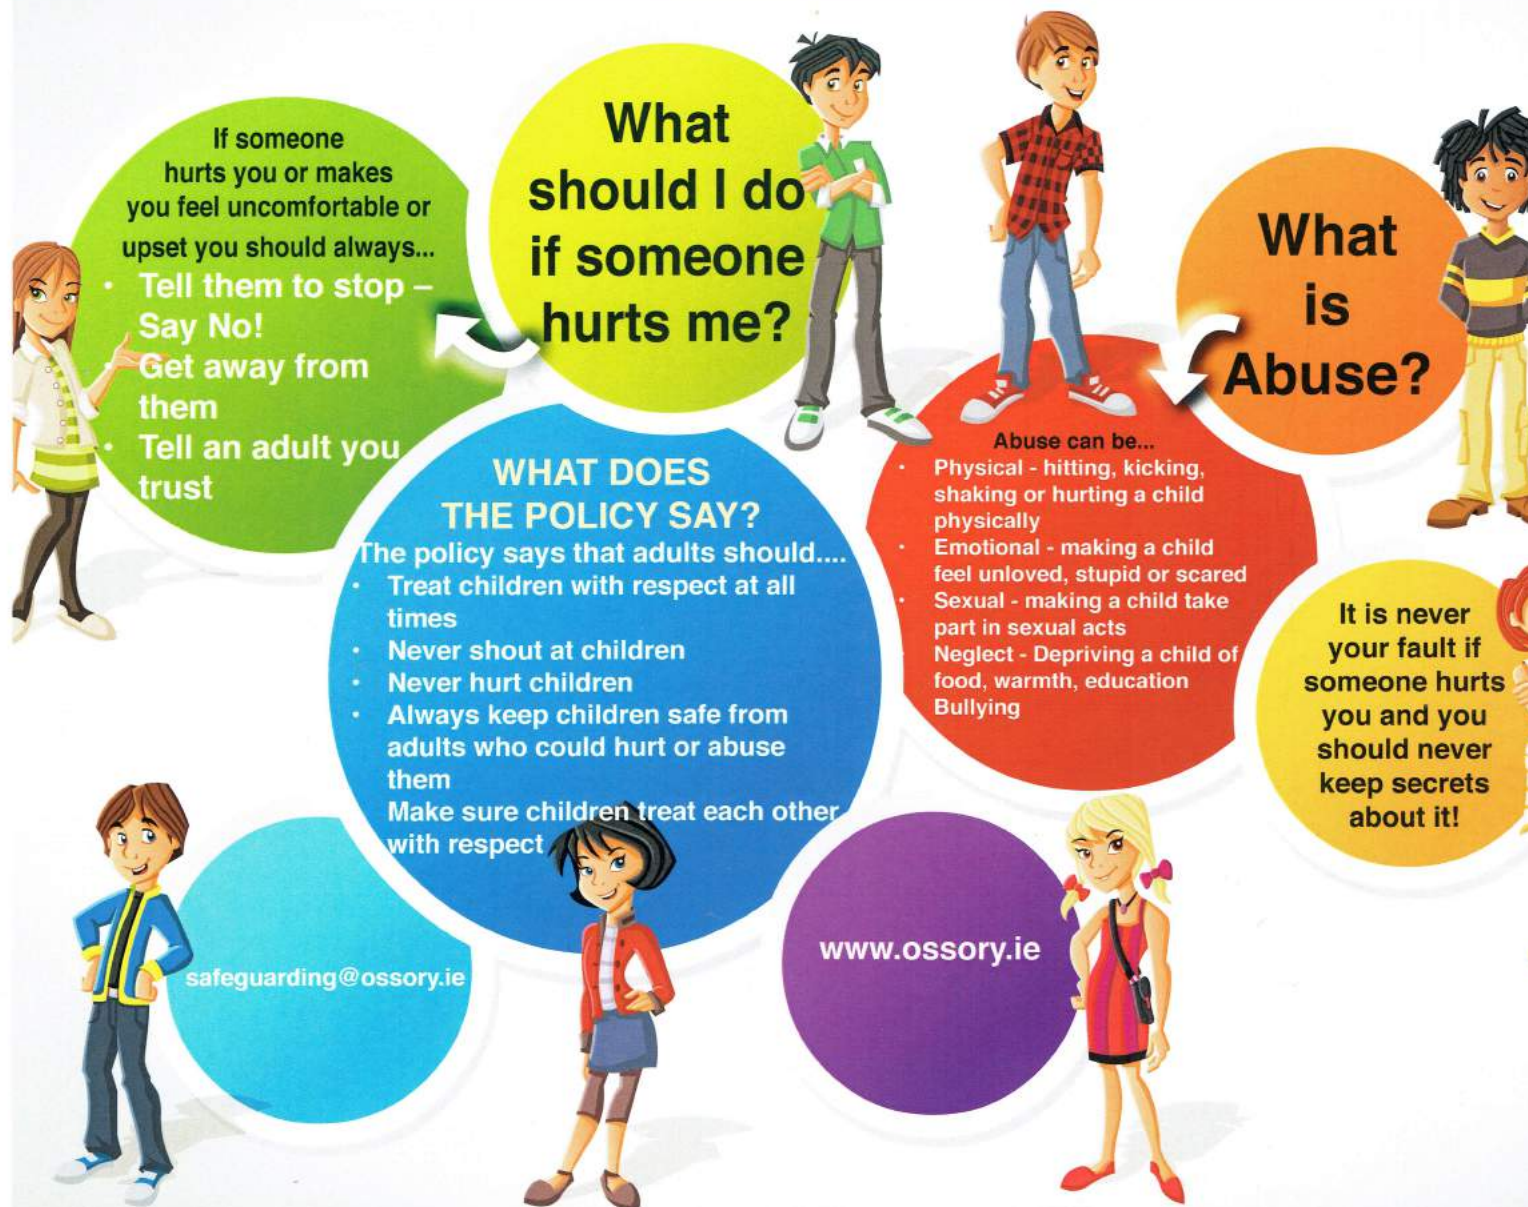 If someone
hurts you or makes
you feel uncomfortable or
upset you should always...
• Tell them to stop –
Say No!
Get away from
them
• Tell an adult you
trust
What
should I do
if someone
hurts me?
What
is
Abuse?
WHAT DOES
THE POLICY SAY?
The policy says that adults should....
• Treat children with respect at all
times
• Never shout at children
• Never hurt children
• Always keep children safe from
adults who could hurt or abuse
them
Make sure children treat each other
with respect
Abuse can be...
• Physical - hitting, kicking,
shaking or hurting a child
physically
• Emotional - making a child
feel unloved, stupid or scared
• Sexual - making a child take
part in sexual acts
Neglect - Depriving a child of
food, warmth, education
Bullying
It is never
your fault if
someone hurts
you and you
should never
keep secrets
about it!
safeguarding@ossory.ie
www.ossory.ie